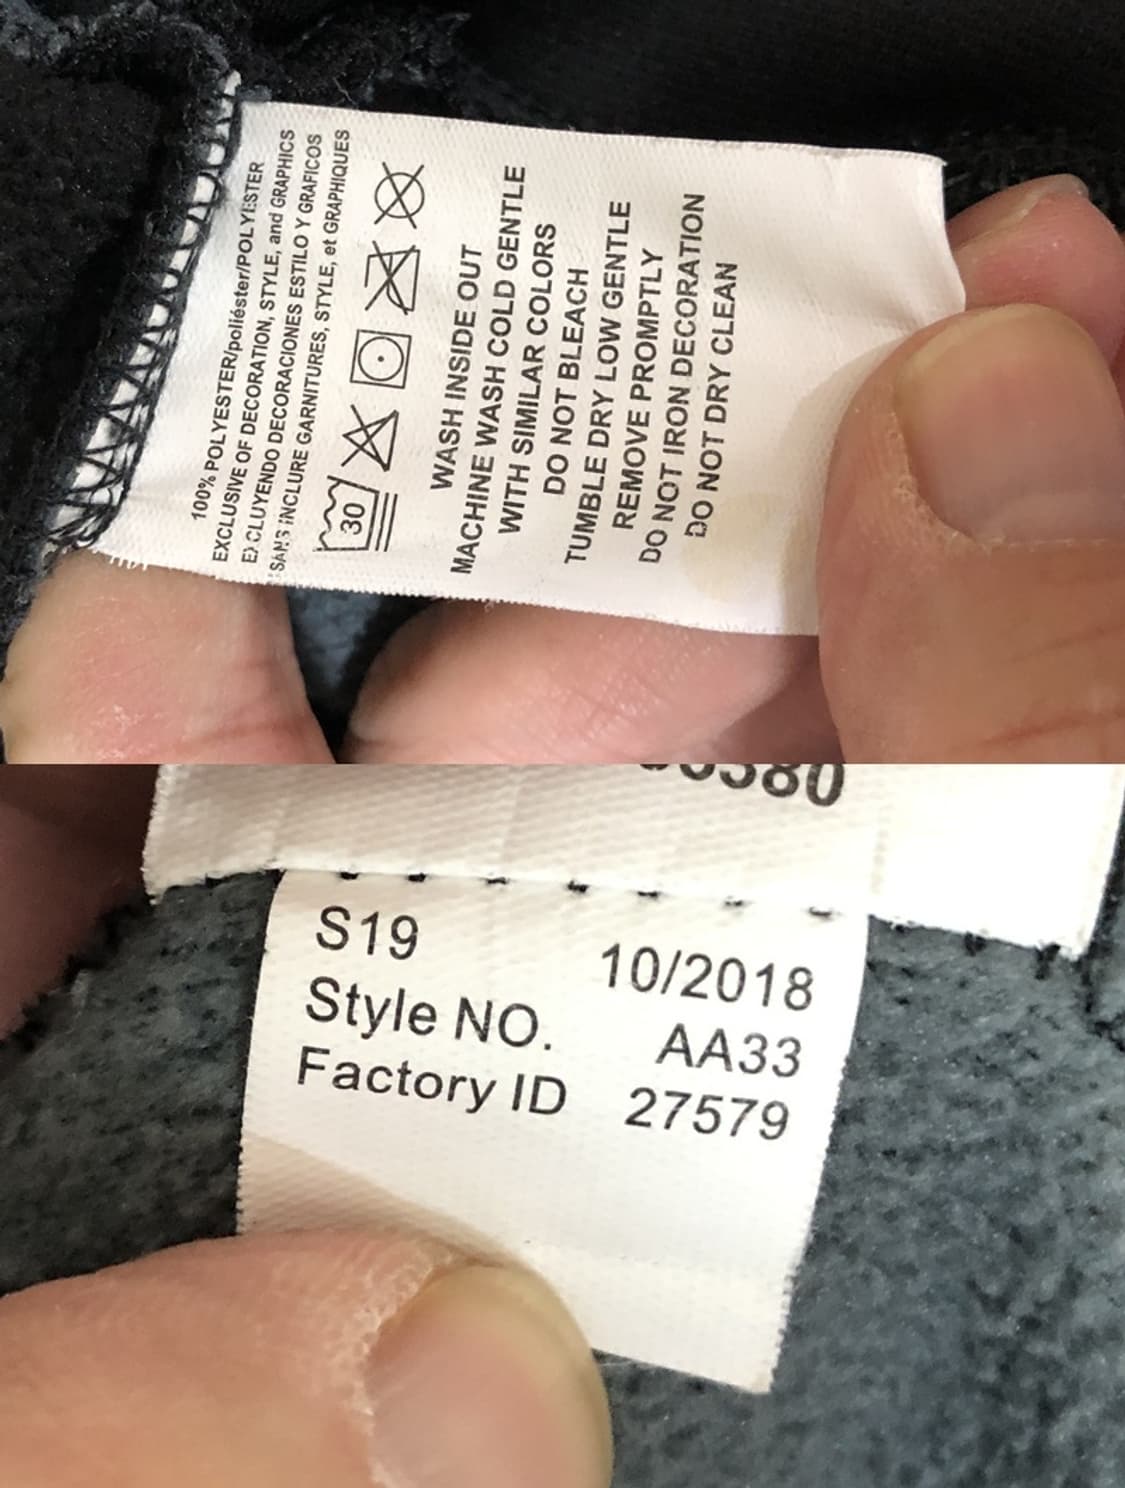 100% POLYESTER/poliéster/POLYESTER
EXCLUSIVE OF DECORATION, STYLE, and GRAPHICS
EXCLUYENDO DECORACIONES ESTILO Y GRAFICOS
SANS INCLURE GARNITURES, STYLE, et GRAPHIQUES
30
WASH INSIDE OUT
MACHINE WASH COLD GENTLE
WITH SIMILAR COLORS
DO NOT BLEACH
TUMBLE DRY LOW GENTLE
REMOVE PROMPTLY
DO NOT IRON DECORATION
DO NOT DRY CLEAN
S19 10/2018
Style NO. AA33
Factory ID 27579